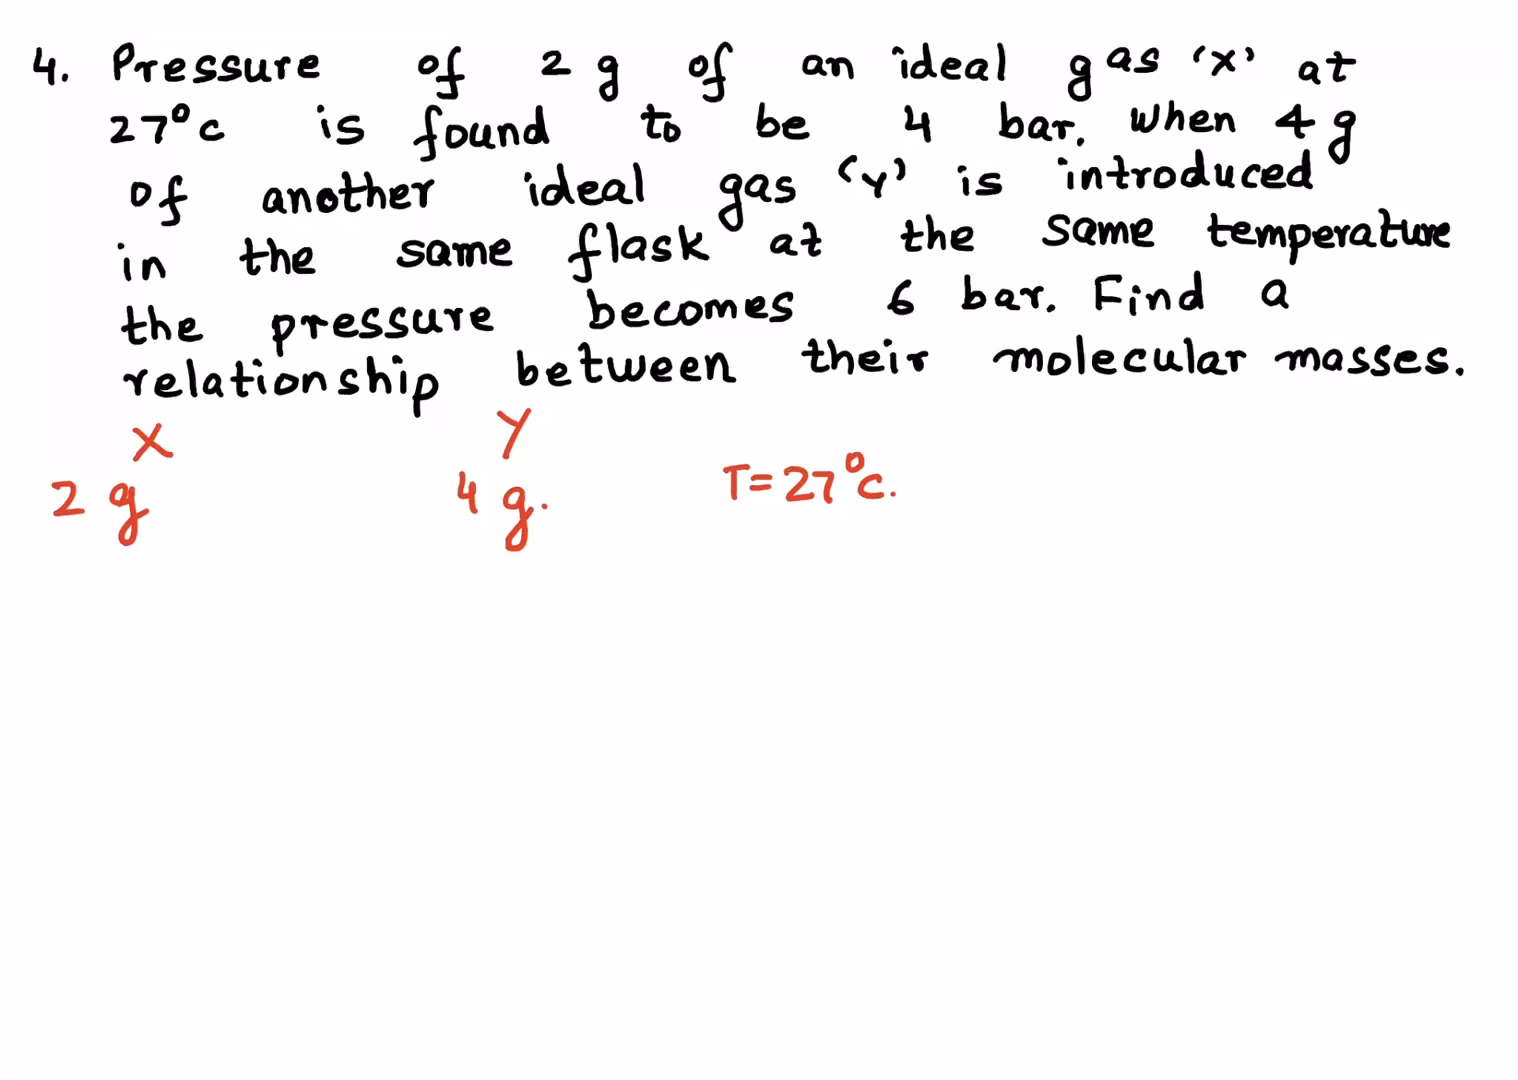 4. Pressure of 2 g of an ideal gas 'X' at
27°c is found to be 4 bar. When 4 g
of another ideal gas 'Y' is introduced
in the same flask at the same temperature
the pressure becomes 6 bar. Find a
relationship between their molecular masses.
X Y
2 g 4 g. T = 27°c.